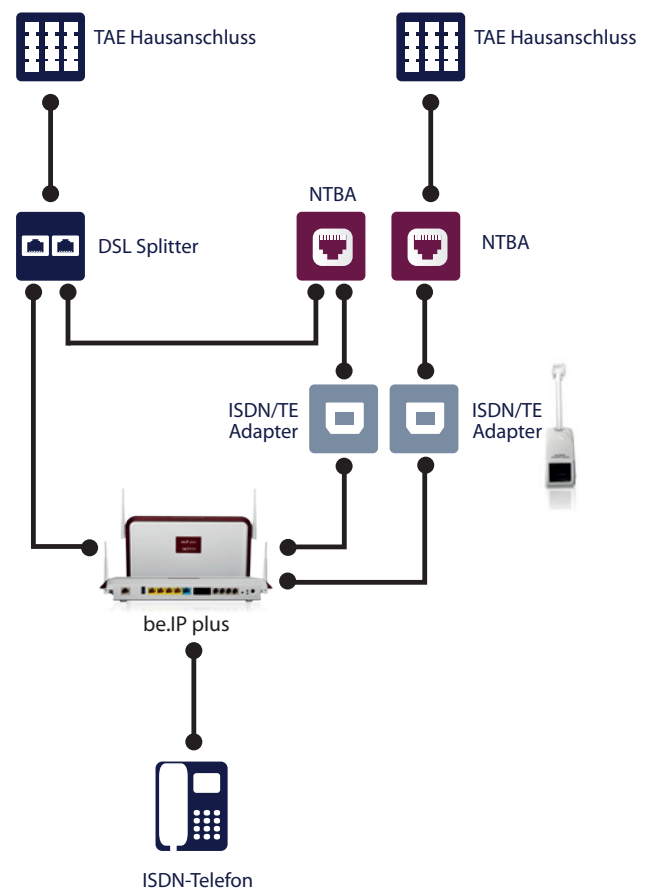 TAE Hausanschluss
TAE Hausanschluss
NTBA
DSL Splitter
NTBA
ISDN/TE
Adapter
ISDN/TE
Adapter
be.IP plus
ISDN-Telefon